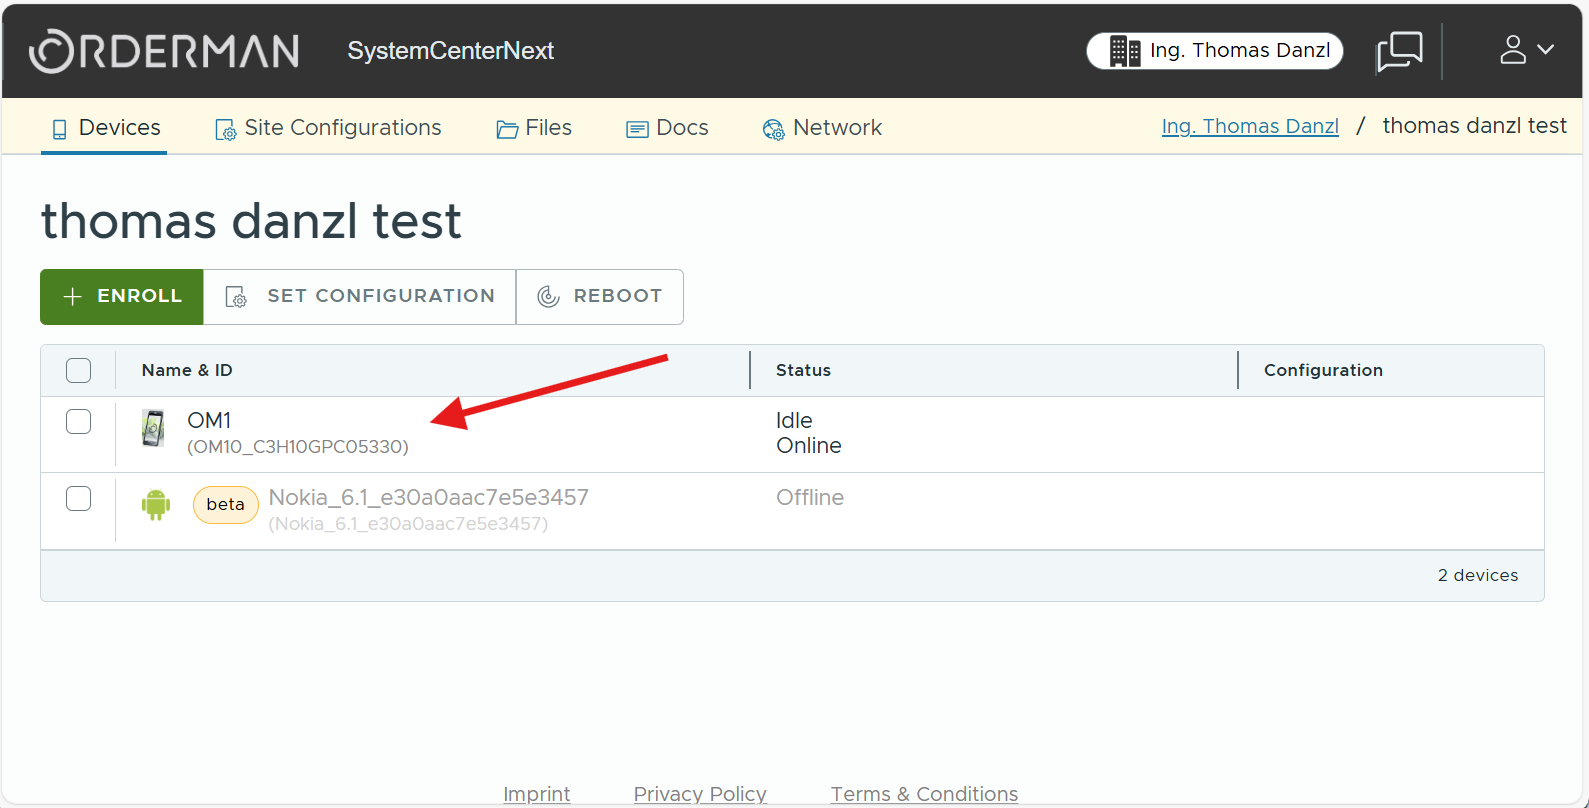 ORDERMAN SystemCenterNext Ing. Thomas Danzl
Devices Site Configurations Files Docs Network Ing. Thomas Danzl / thomas danzl test
thomas danzl test
+ ENROLL SET CONFIGURATION REBOOT
Name & ID Status Configuration
OM1 Idle
(OM10_C3H10GPC05330) Online
beta Nokia_6.1_e30a0aac7e5e3457 Offline
(Nokia_6.1_e30a0aac7e5e3457)
2 devices
Imprint Privacy Policy Terms & Conditions